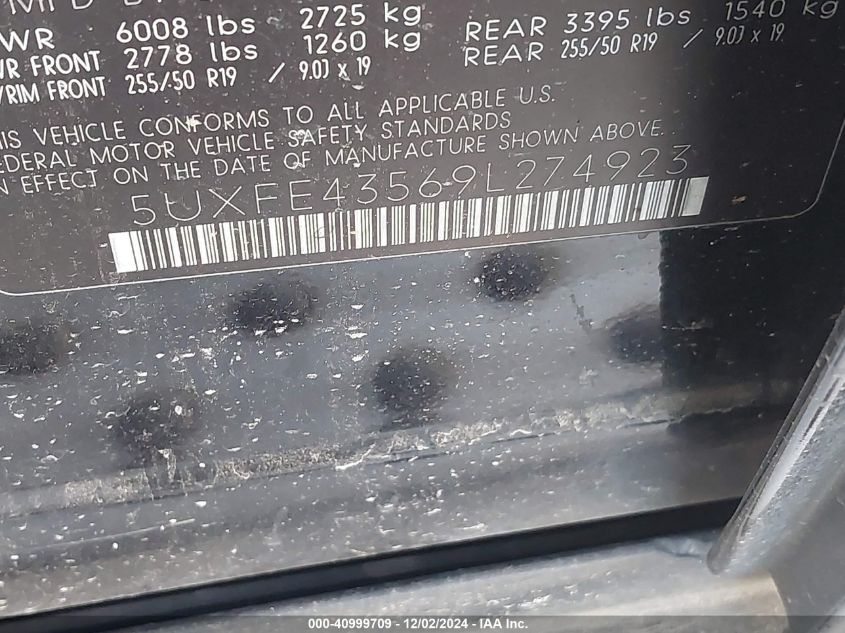 6008 lbs 2725 kg
WR FRONT 2778 lbs 1260 kg REAR 3395 lbs 1540 kg
/RIM FRONT 255/50 R19 / 9.0J x 19 REAR 255/50 R19 / 9.0J x 19
HIS VEHICLE CONFORMS TO ALL APPLICABLE U.S.
EDERAL MOTOR VEHICLE SAFETY STANDARDS
N EFFECT ON THE DATE OF MANUFACTURE SHOWN ABOVE.
5UXFE43569L274923
000-40999709 - 12/02/2024 - IAA Inc.